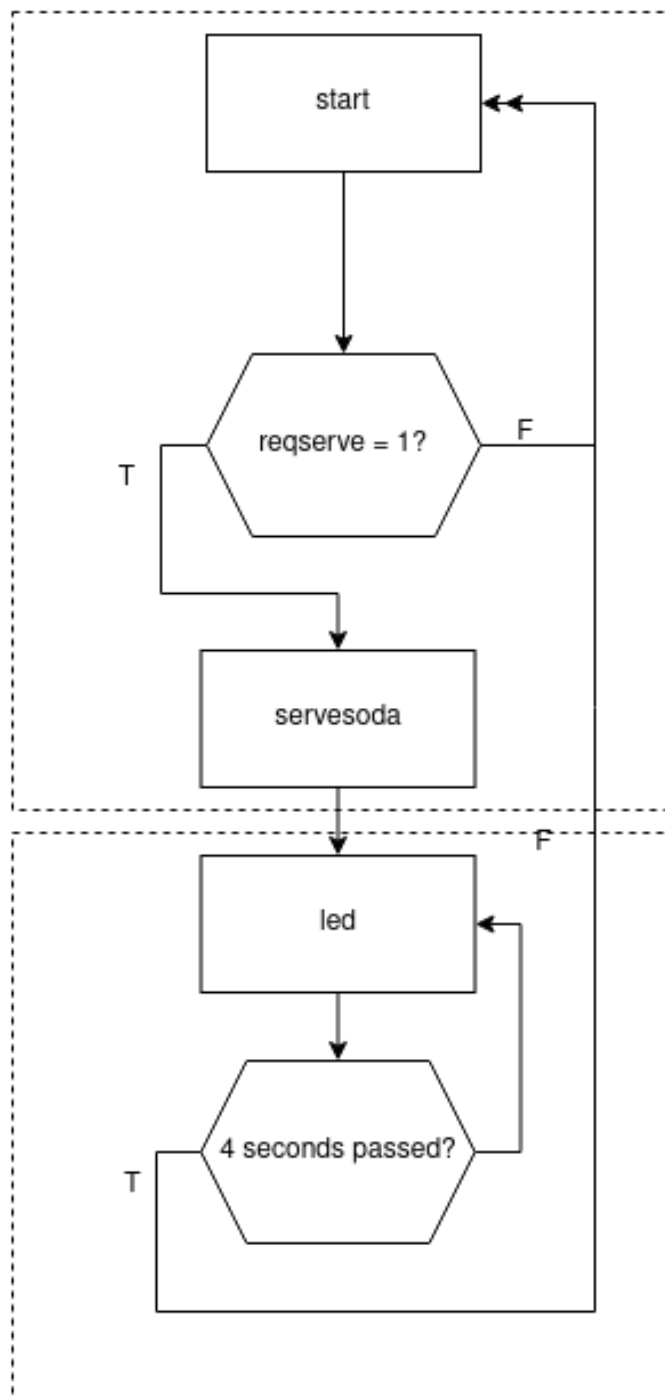 start
reqserve = 1?
F
T
servesoda
F
led
4 seconds passed?
T